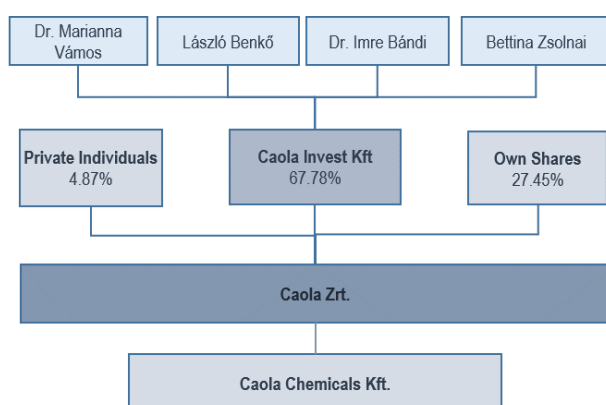 Dr. Marianna
Vámos
László Benkő
Dr. Imre Bándi
Bettina Zsolnai
Private Individuals
4.87%
Caola Invest Kft
67.78%
Own Shares
27.45%
Caola Zrt.
Caola Chemicals Kft.